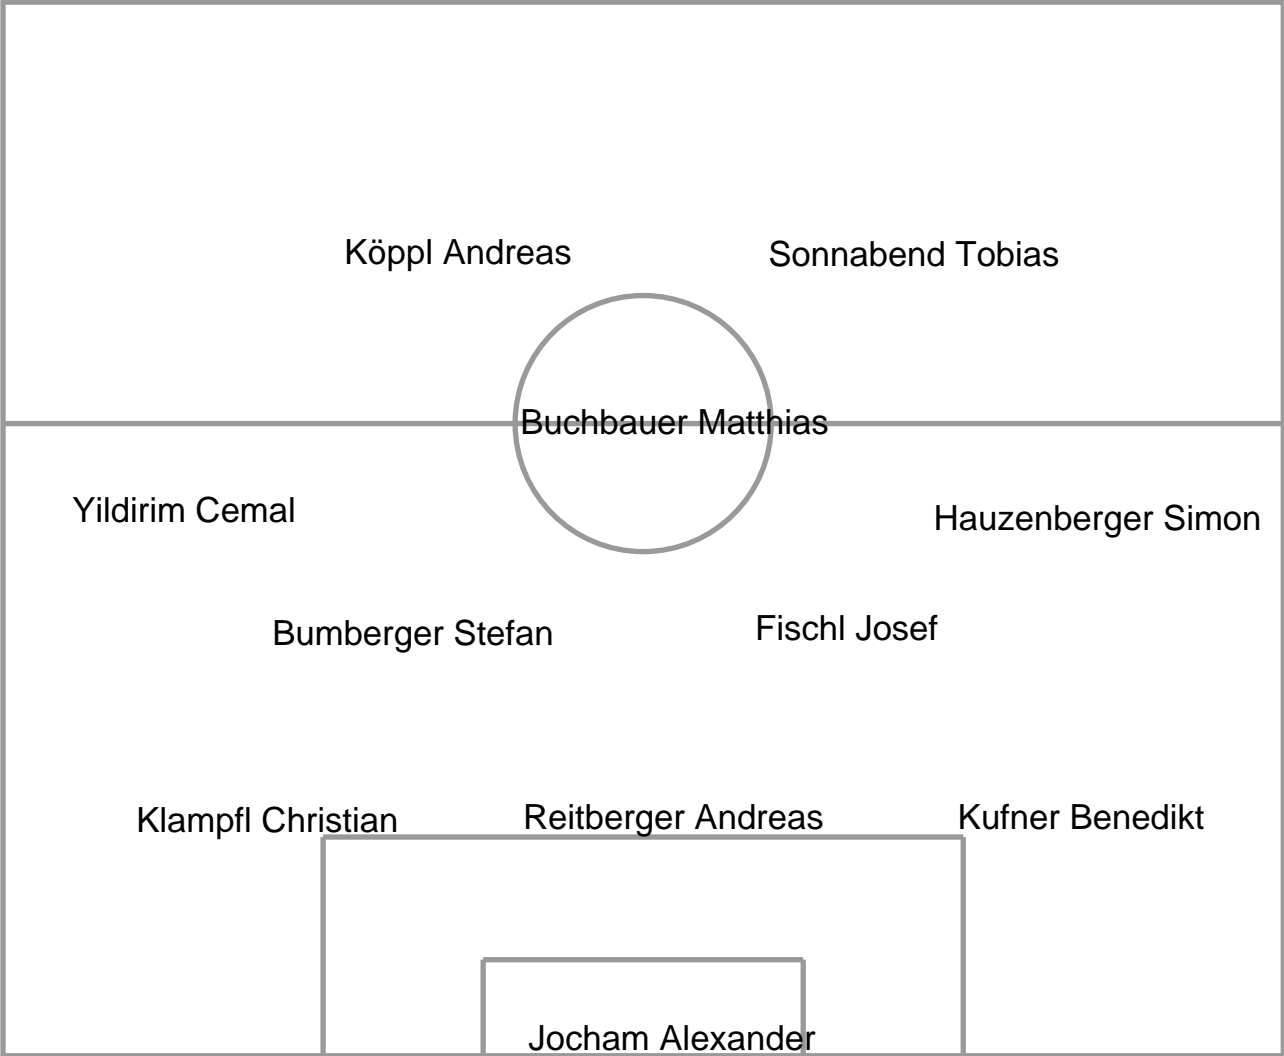 Köppl Andreas
Sonnabend Tobias
Buchbauer Matthias
Yildirim Cemal
Hauzenberger Simon
Bumberger Stefan
Fischl Josef
Klampfl Christian
Reitberger Andreas
Kufner Benedikt
Jocham Alexander